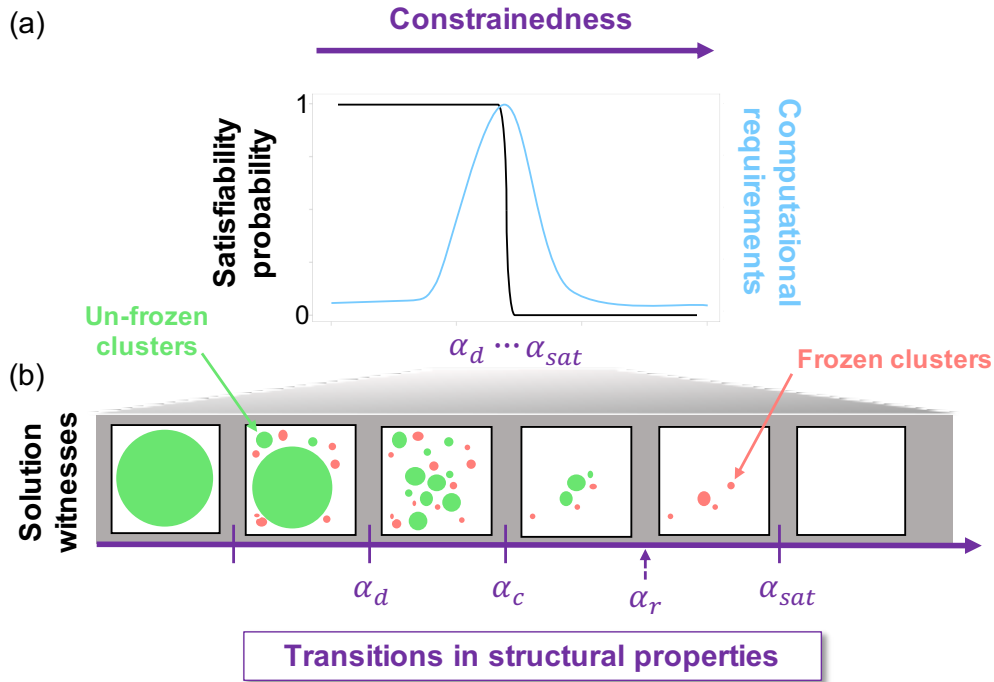 (a)
Constrainedness
1
0
Satisfiability
probability
Computational
requirements
α_d ··· α_sat
Un-frozen
clusters
Frozen clusters
(b)
Solution
witnesses
α_d
α_c
α_r
α_sat
Transitions in structural properties